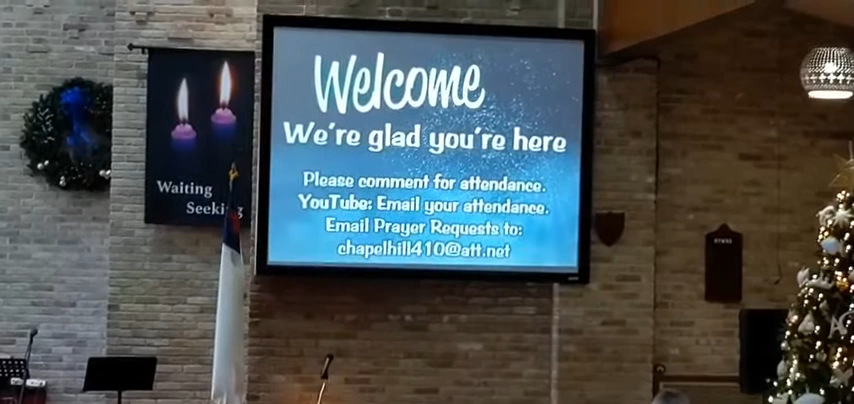 Waiting
Seeking
Welcome
We're glad you're here
Please comment for attendance.
YouTube: Email your attendance.
Email Prayer Requests to:
chapelhill410@att.net
HYMNS